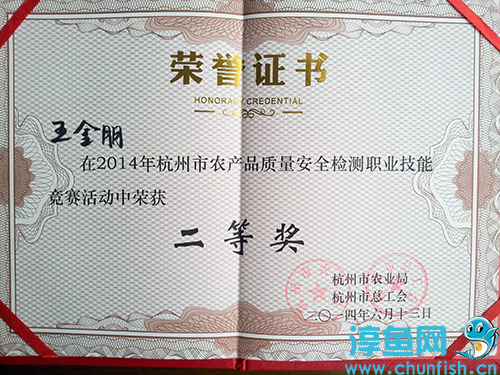 荣誉证书
HONORARY CREDENTIAL
王金朋
在2014年杭州市农产品质量安全检测职业技能
竞赛活动中荣获
二等奖
杭州市农业局
杭州市总工会
二〇一四年六月十三日
淳鱼网
www.chunfish.cn